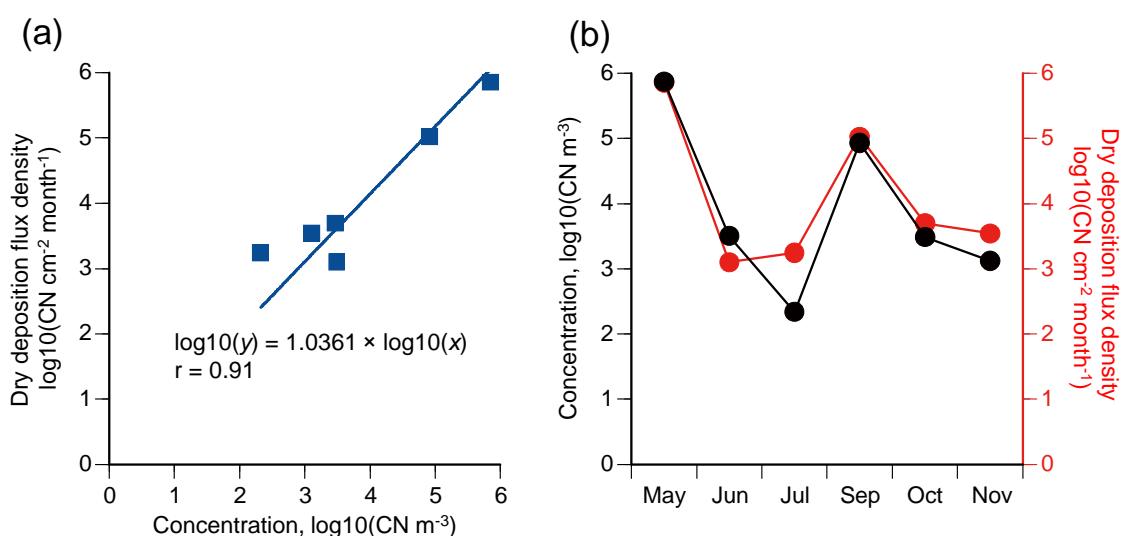 (a)
Dry deposition flux density
log10(CN cm-2 month-1)
6
5
4
3
2
1
0
log10(y) = 1.0361 × log10(x)
r = 0.91
0 1 2 3 4 5 6
Concentration, log10(CN m-3)
(b)
Concentration, log10(CN m-3)
6
5
4
3
2
1
0
May Jun Jul Sep Oct Nov
6
5
4
3
2
1
0
Dry deposition flux density
log10(CN cm-2 month-1)